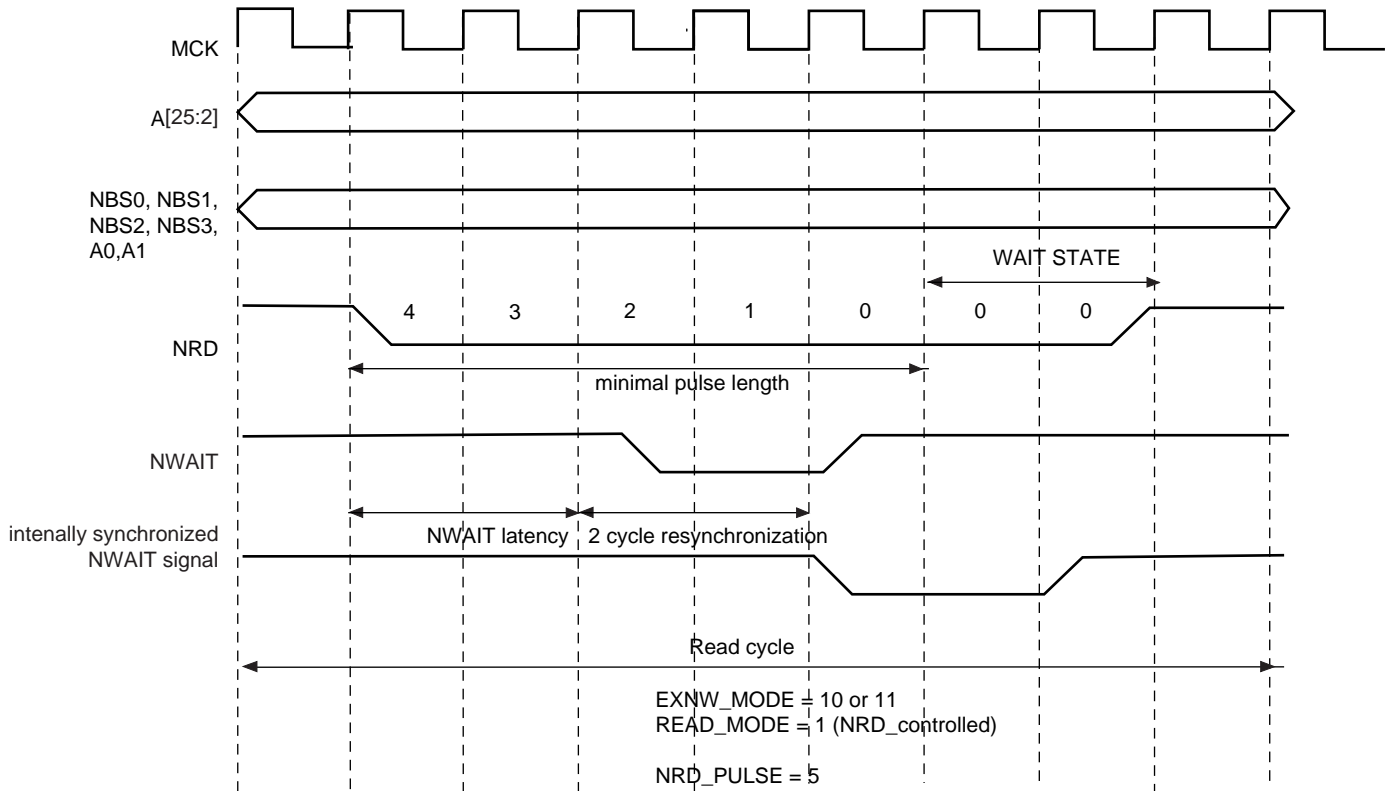 MCK
A[25:2]
NBS0, NBS1,
NBS2, NBS3,
A0,A1
WAIT STATE
4 3 2 1 0 0 0
NRD
minimal pulse length
NWAIT
intenally synchronized
NWAIT signal
NWAIT latency 2 cycle resynchronization
Read cycle
EXNW_MODE = 10 or 11
READ_MODE = 1 (NRD_controlled)
NRD_PULSE = 5